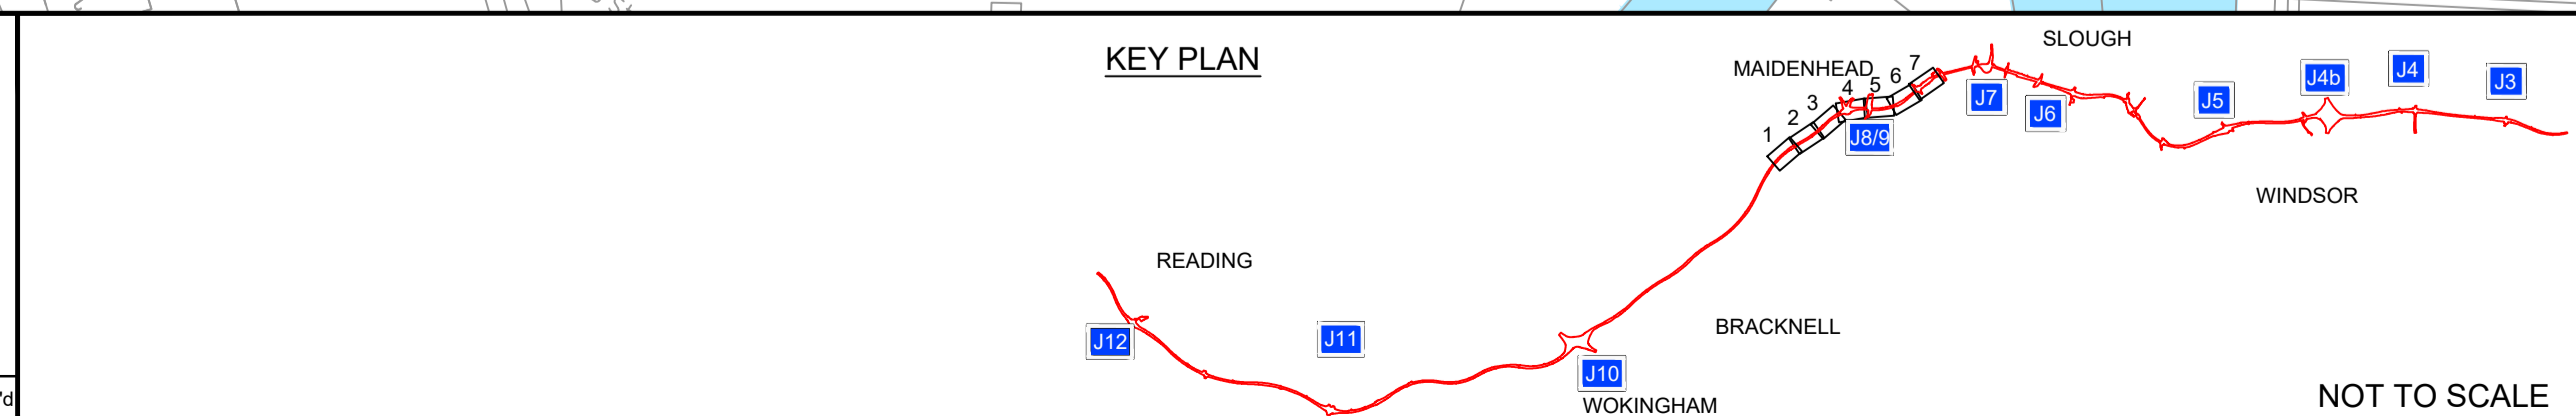 KEY PLAN
SLOUGH
MAIDENHEAD
7
6
5
4
3
2
1
J8/9
J7
J6
J5
J4b
J4
J3
WINDSOR
READING
BRACKNELL
J12
J11
J10
WOKINGHAM
NOT TO SCALE
'd